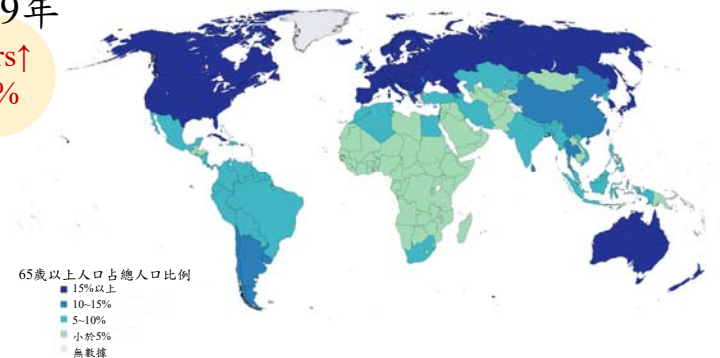 9年
rs↑
%
65歲以上人口占總人口比例
15%以上
10~15%
5~10%
小於5%
無數據